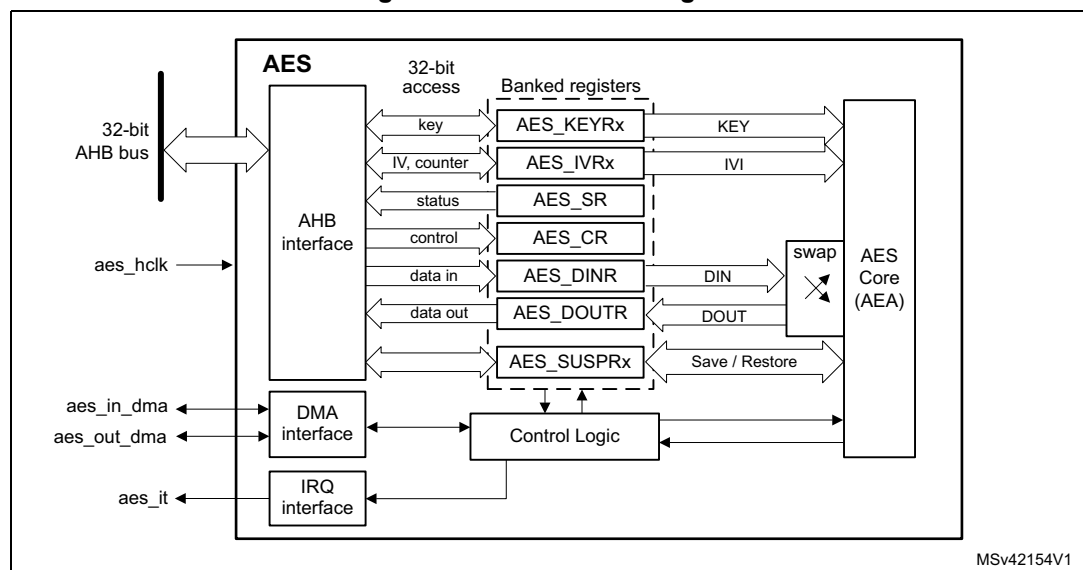 AES
32-bit
access
Banked registers
32-bit
AHB bus
key
AES_KEYRx
KEY
IV, counter
AES_IVRx
IVI
status
AES_SR
AHB
interface
control
AES_CR
aes_hclk
data in
AES_DINR
DIN
swap
AES
Core
(AEA)
data out
AES_DOUTR
DOUT
AES_SUSPRx
Save / Restore
aes_in_dma
aes_out_dma
DMA
interface
Control Logic
aes_it
IRQ
interface
MSv42154V1